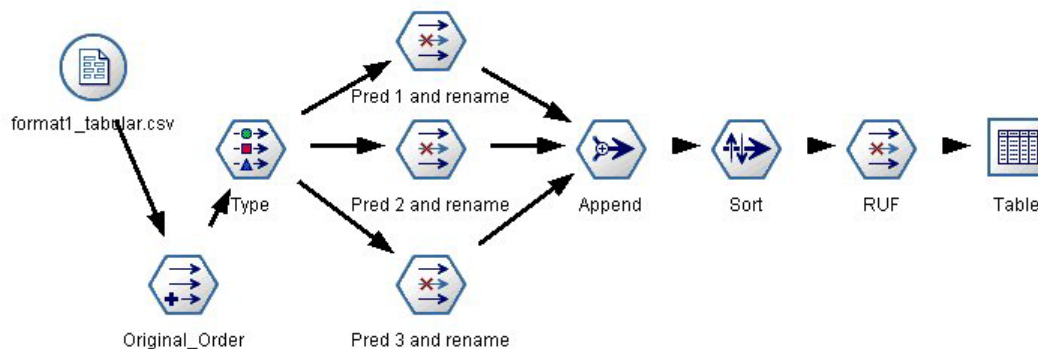 Pred 1 and rename
format1_tabular.csv
Type
Pred 2 and rename
Append
Sort
RUF
Table
Original_Order
Pred 3 and rename